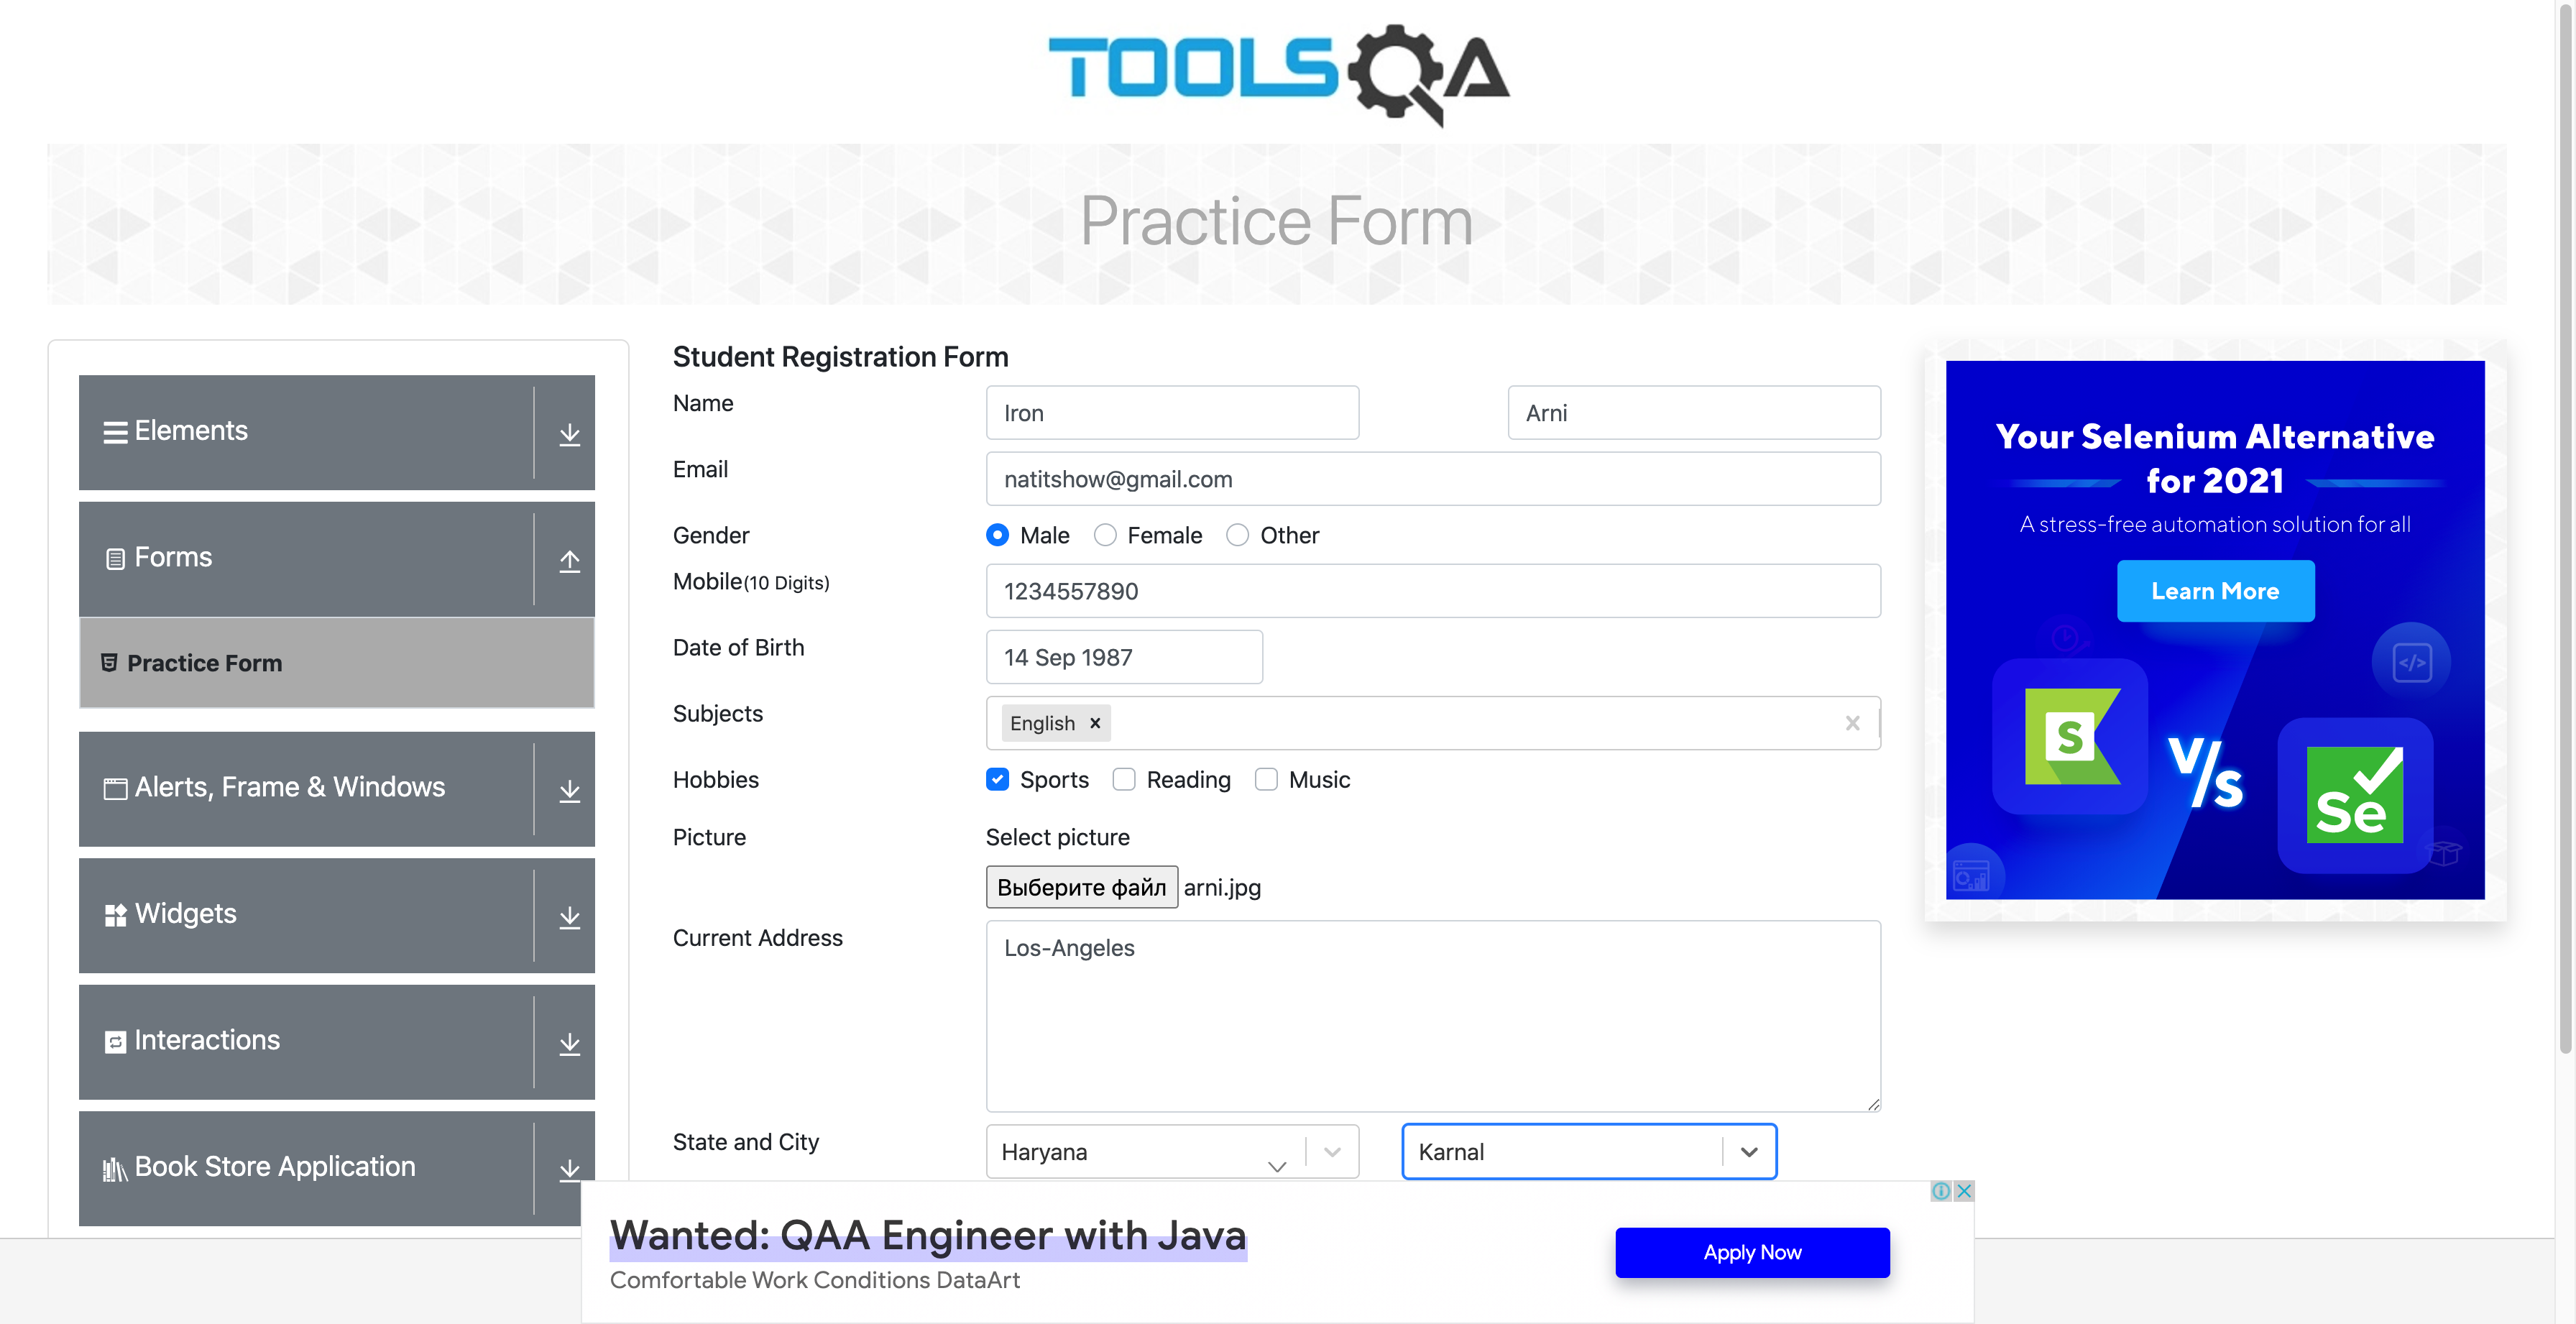 TOOLSQA
Practice Form
Elements
Forms
Practice Form
Alerts, Frame & Windows
Widgets
Interactions
Book Store Application
Student Registration Form
Name
Iron
Arni
Email
natitshow@gmail.com
Gender
Male
Female
Other
Mobile(10 Digits)
1234557890
Date of Birth
14 Sep 1987
Subjects
English
Hobbies
Sports
Reading
Music
Picture
Select picture
Выберите файл arni.jpg
Current Address
Los-Angeles
State and City
Haryana
Karnal
Your Selenium Alternative
for 2021
A stress-free automation solution for all
Learn More
S
V/s
Se
</>
Wanted: QAA Engineer with Java
Comfortable Work Conditions DataArt
Apply Now